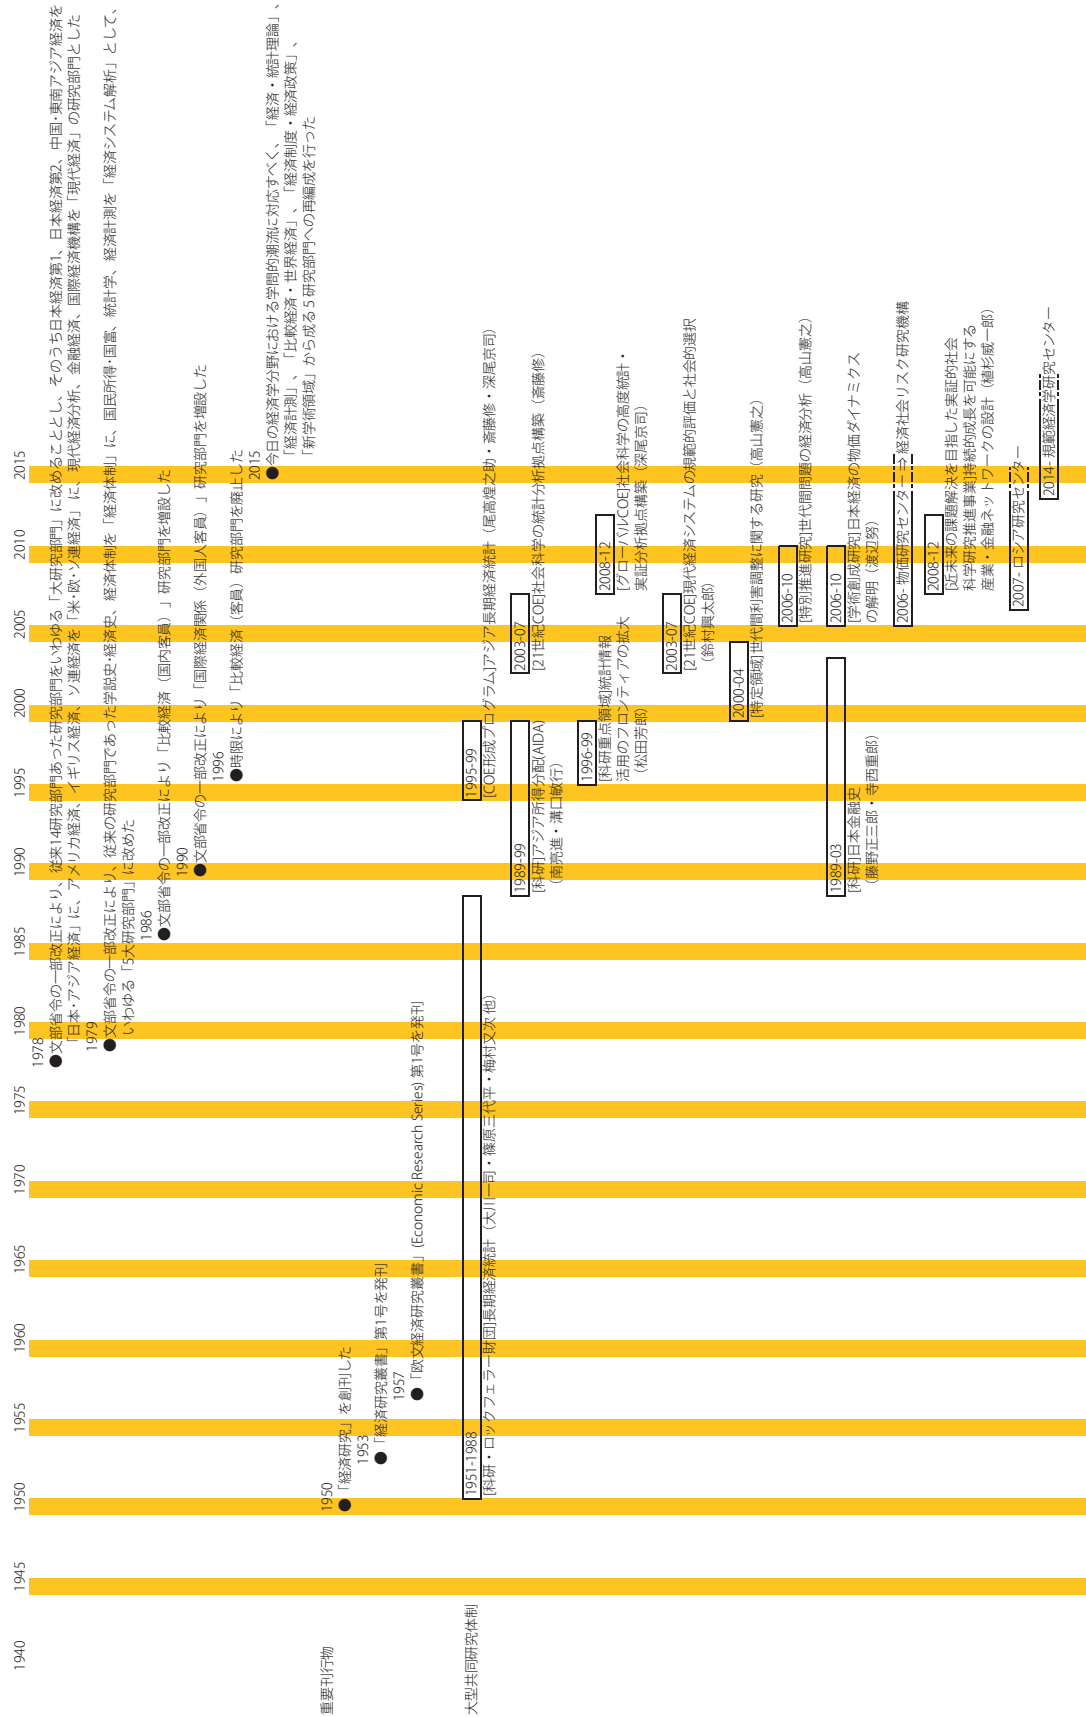 1940 1945 1950 1955 1960 1965 1970 1975 1980 1985 1990 1995 2000 2005 2010 2015
1978
●文部省令の一部改正により、従来14研究部門あった研究部門をいわゆる「大研究部門」に改めることとし、そのうち日本経済第1、日本経済第2、中国・東南アジア経済を
「日本・アジア経済」に、アメリカ経済、イギリス経済、ソ連経済を「米・欧・ソ連経済」に、現代経済分析、金融経済、国際経済機構を「現代経済」の研究部門とした
1979
●文部省令の一部改正により、従来の研究部門であった学説史・経済史、経済体制を「経済体制」に、国民所得・国富、統計学、経済計測を「経済システム解析」として、
いわゆる「5大研究部門」に改めた
1986
●文部省令の一部改正により「比較経済（国内客員）」研究部門を増設した
1990
●文部省令の一部改正により「国際経済関係（外国人客員）」研究部門を増設した
1996
●時限により「比較経済（客員）研究部門を廃止した
2015
●今日の経済学分野における学問的潮流に対応すべく、「経済・統計理論」、
「経済計測」、「比較経済・世界経済」、「経済制度・経済政策」、
「新学術領域」から成る５研究部門への再編成を行った
重要刊行物
1950
●「経済研究」を創刊した
1953
●「経済研究叢書」第1号を発刊
1957
●「欧文経済研究叢書」(Economic Research Series) 第1号を発刊
大型共同研究体制
1951-1988
[科研・ロックフェラー財団]長期経済統計（大川一司・篠原三代平・梅村又次 他）
1995-99
[COE形成プログラム]アジア長期経済統計（尾高煌之助・斎藤修・深尾京司）
1989-99
[科研]アジア所得分配(AIDA)
（南亮進・溝口敏行）
2003-07
[21世紀COE]社会科学の統計分析拠点構築（斎藤修）
1996-99
[科研重点領域]統計情報
活用のフロンティアの拡大
（松田芳郎）
2008-12
[グローバルCOE]社会科学の高度統計・
実証分析拠点構築（深尾京司）
2003-07
[21世紀COE]現代経済システムの規範的評価と社会的選択
（鈴村興太郎）
2000-04
[特定領域]世代間利害調整に関する研究（高山憲之）
2006-10
[特別推進研究]世代間問題の経済分析（高山憲之）
1989-03
[科研]日本金融史
（藤野正三郎・寺西重郎）
2006-10
[学術創成研究]日本経済の物価ダイナミクス
の解明（渡辺努）
2006- 物価研究センター ⇒ 経済社会リスク研究機構
2008-12
[近未来の課題解決を目指した実証的社会
科学研究推進事業]持続的成長を可能にする
産業・金融ネットワークの設計（植杉威一郎）
2007- ロシア研究センター
2014- 規範経済学研究センター